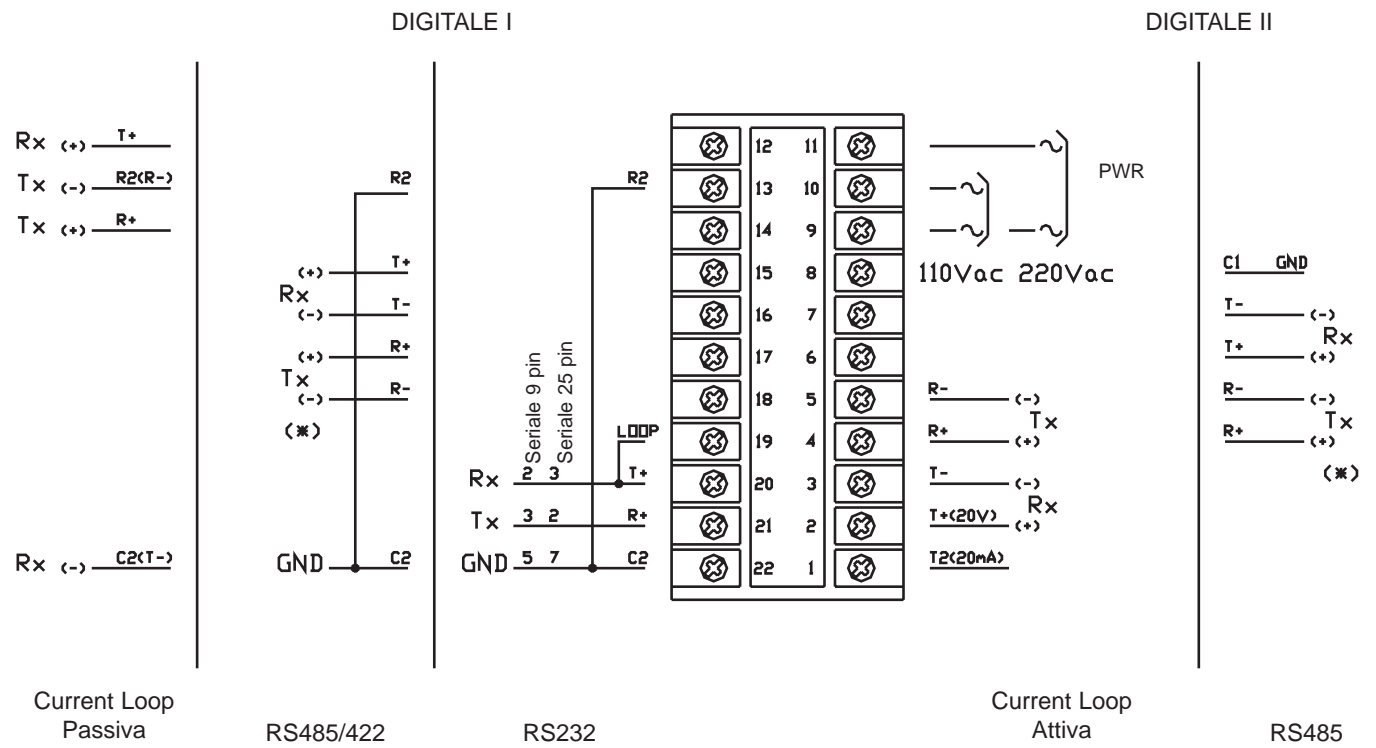 DIGITALE I
DIGITALE II
Rx (+) T+
Tx (-) R2(R-)
Tx (+) R+
Rx (-) C2(T-)
Current Loop
Passiva
R2
(+) T+
Rx
(-) T-
(+) R+
Tx
(-) R-
(*)
GND C2
RS485/422
R2
Seriale 9 pin
Seriale 25 pin
LOOP
Rx 2 3 T+
Tx 3 2 R+
GND 5 7 C2
RS232
12 11
13 10
14 9
15 8
16 7
17 6
18 5
19 4
20 3
21 2
22 1
PWR
110Vac 220Vac
R- (-)
Tx
R+ (+)
T- (-)
Rx
T+(20V) (+)
T2(20mA)
Current Loop
Attiva
C1 GND
T- (-)
Rx
T+ (+)
R- (-)
Tx
R+ (+)
(*)
RS485